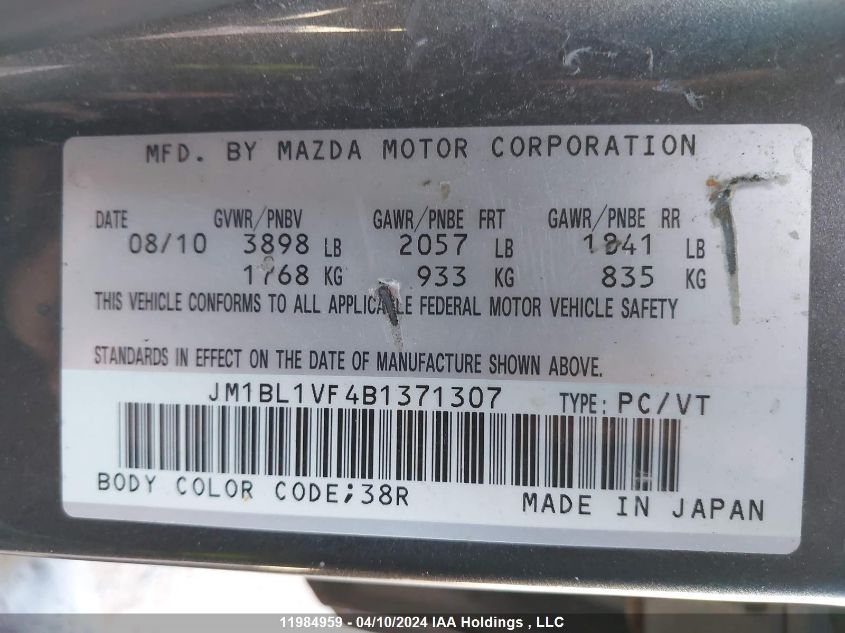 MFD. BY MAZDA MOTOR CORPORATION
DATE GVWR/PNBV GAWR/PNBE FRT GAWR/PNBE RR
08/10 3898 LB 2057 LB 1841 LB
1768 KG 933 KG 835 KG
THIS VEHICLE CONFORMS TO ALL APPLICABLE FEDERAL MOTOR VEHICLE SAFETY
STANDARDS IN EFFECT ON THE DATE OF MANUFACTURE SHOWN ABOVE.
JM1BL1VF4B1371307 TYPE: PC/VT
BODY COLOR CODE;38R
MADE IN JAPAN
11984959 - 04/10/2024 IAA Holdings , LLC